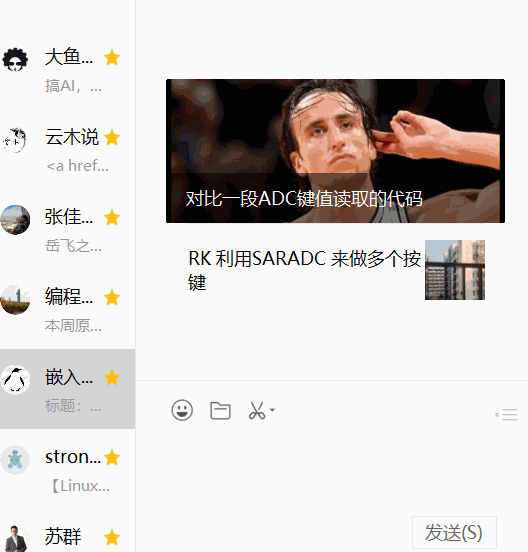 大鱼...
搞AI，...
云木说
<a href...
张佳...
岳飞之...
编程...
本周原...
嵌入...
标题：...
stron...
【Linux...
苏群
对比一段ADC键值读取的代码
RK 利用SARADC 来做多个按
键
发送(S)